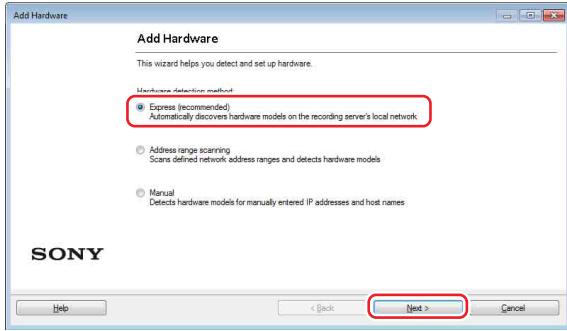 Add Hardware
Add Hardware
This wizard helps you detect and set up hardware.
Hardware detection method:
Express (recommended)
Automatically discovers hardware models on the recording server's local network
Address range scanning
Scans defined network address ranges and detects hardware models
Manual
Detects hardware models for manually entered IP addresses and host names
SONY
Help
< Back
Next >
Cancel